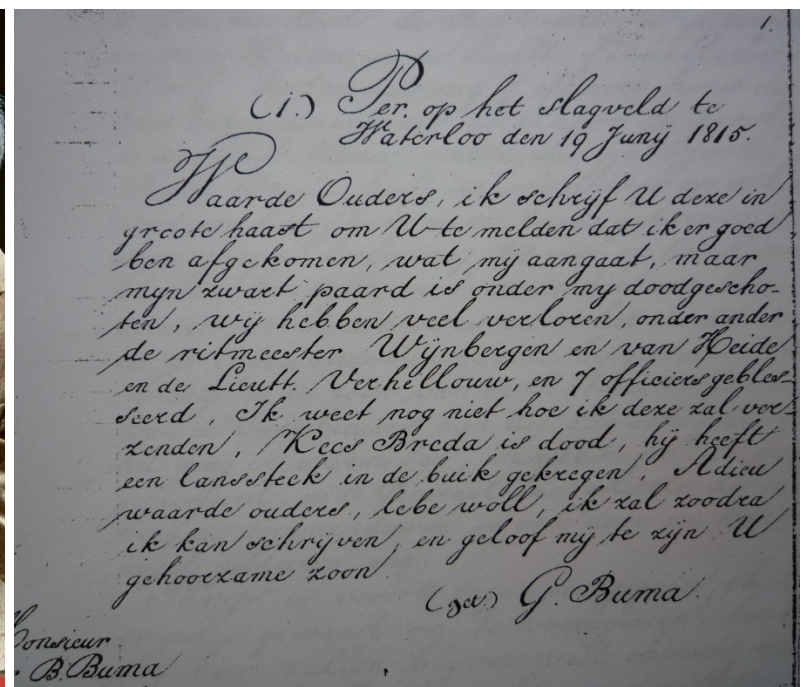 1.
(i.) Per. op het slagveld te
Waterloo den 19 Junij 1815.
Waarde Ouders, ik schrijf U deze in
groote haast om U te melden dat ik er goed
ben afgekomen, wat mij aangaat, maar
mijn zwart paard is onder my doodgescho-
ten, wij hebben veel verloren, onder ander
de ritmeester Wijnbergen en van Heide
en de Lieutt. Verhellouw, en 7 officiers gebles-
seerd, Ik weet nog niet hoe ik deze zal ver-
zenden, Kees Breda is dood, hij heeft
een lanssteek in de buik gekregen, Adieu
waarde ouders, lebe woll, ik zal zoodra
ik kan schrijven, en geloof mij te zijn U
gehoorzame zoon
(get.) G. Buma.
Monsieur
B. Buma